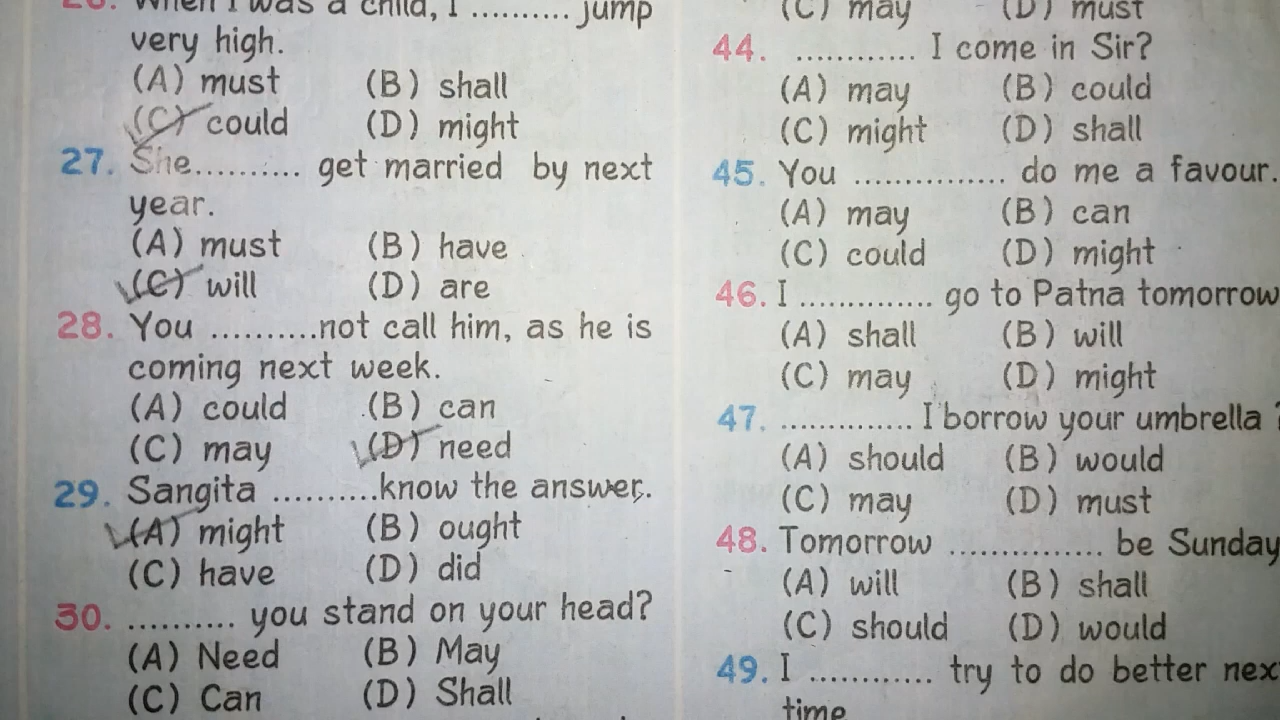 26. When I was a child, I .......... jump
very high.
(A) must (B) shall
(C) could (D) might
27. She.......... get married by next
year.
(A) must (B) have
(C) will (D) are
28. You ..........not call him, as he is
coming next week.
(A) could (B) can
(C) may (D) need
29. Sangita ..........know the answer.
(A) might (B) ought
(C) have (D) did
30. .......... you stand on your head?
(A) Need (B) May
(C) Can (D) Shall
(C) may (D) must
44. ............ I come in Sir?
(A) may (B) could
(C) might (D) shall
45. You ............... do me a favour.
(A) may (B) can
(C) could (D) might
46. I ............. go to Patna tomorrow
(A) shall (B) will
(C) may (D) might
47. ............. I borrow your umbrella ?
(A) should (B) would
(C) may (D) must
48. Tomorrow ............... be Sunday
(A) will (B) shall
(C) should (D) would
49. I ............ try to do better nex
time